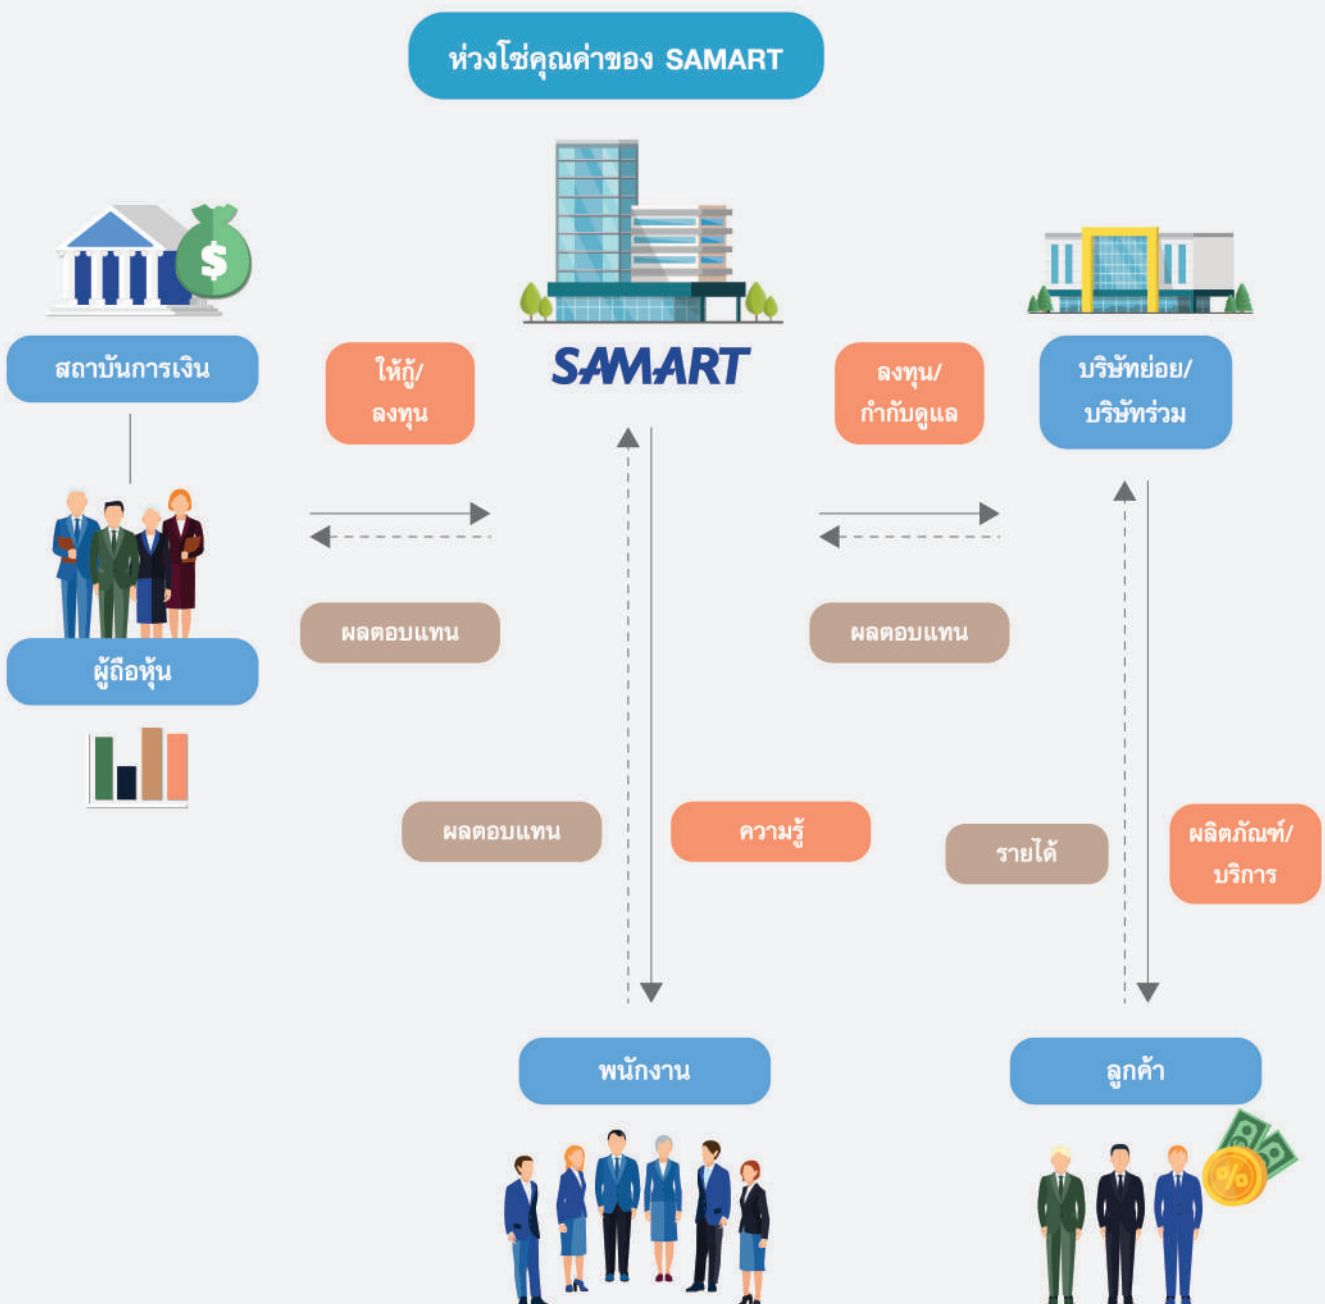 ห่วงโซ่คุณค่าของ SAMART
สถาบันการเงิน
ให้กู้/
ลงทุน
SAMART
ลงทุน/
กำกับดูแล
บริษัทย่อย/
บริษัทร่วม
ผลตอบแทน
ผลตอบแทน
ผู้ถือหุ้น
ผลตอบแทน
ความรู้
รายได้
ผลิตภัณฑ์/
บริการ
พนักงาน
ลูกค้า
$
%